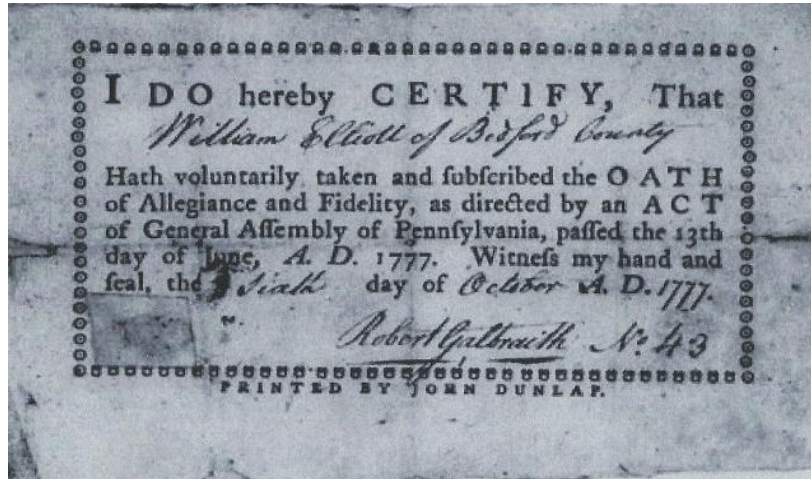 I DO hereby CERTIFY, That
William Elliott of Bedford County
Hath voluntarily taken and ſubſcribed the OATH
of Allegiance and Fidelity, as directed by an ACT
of General Aſſembly of Pennſylvania, paſſed the 13th
day of June, A. D. 1777. Witneſs my hand and
ſeal, the Sixth day of October A. D. 1777.
Robert Galbraith No. 43
PRINTED BY JOHN DUNLAP.